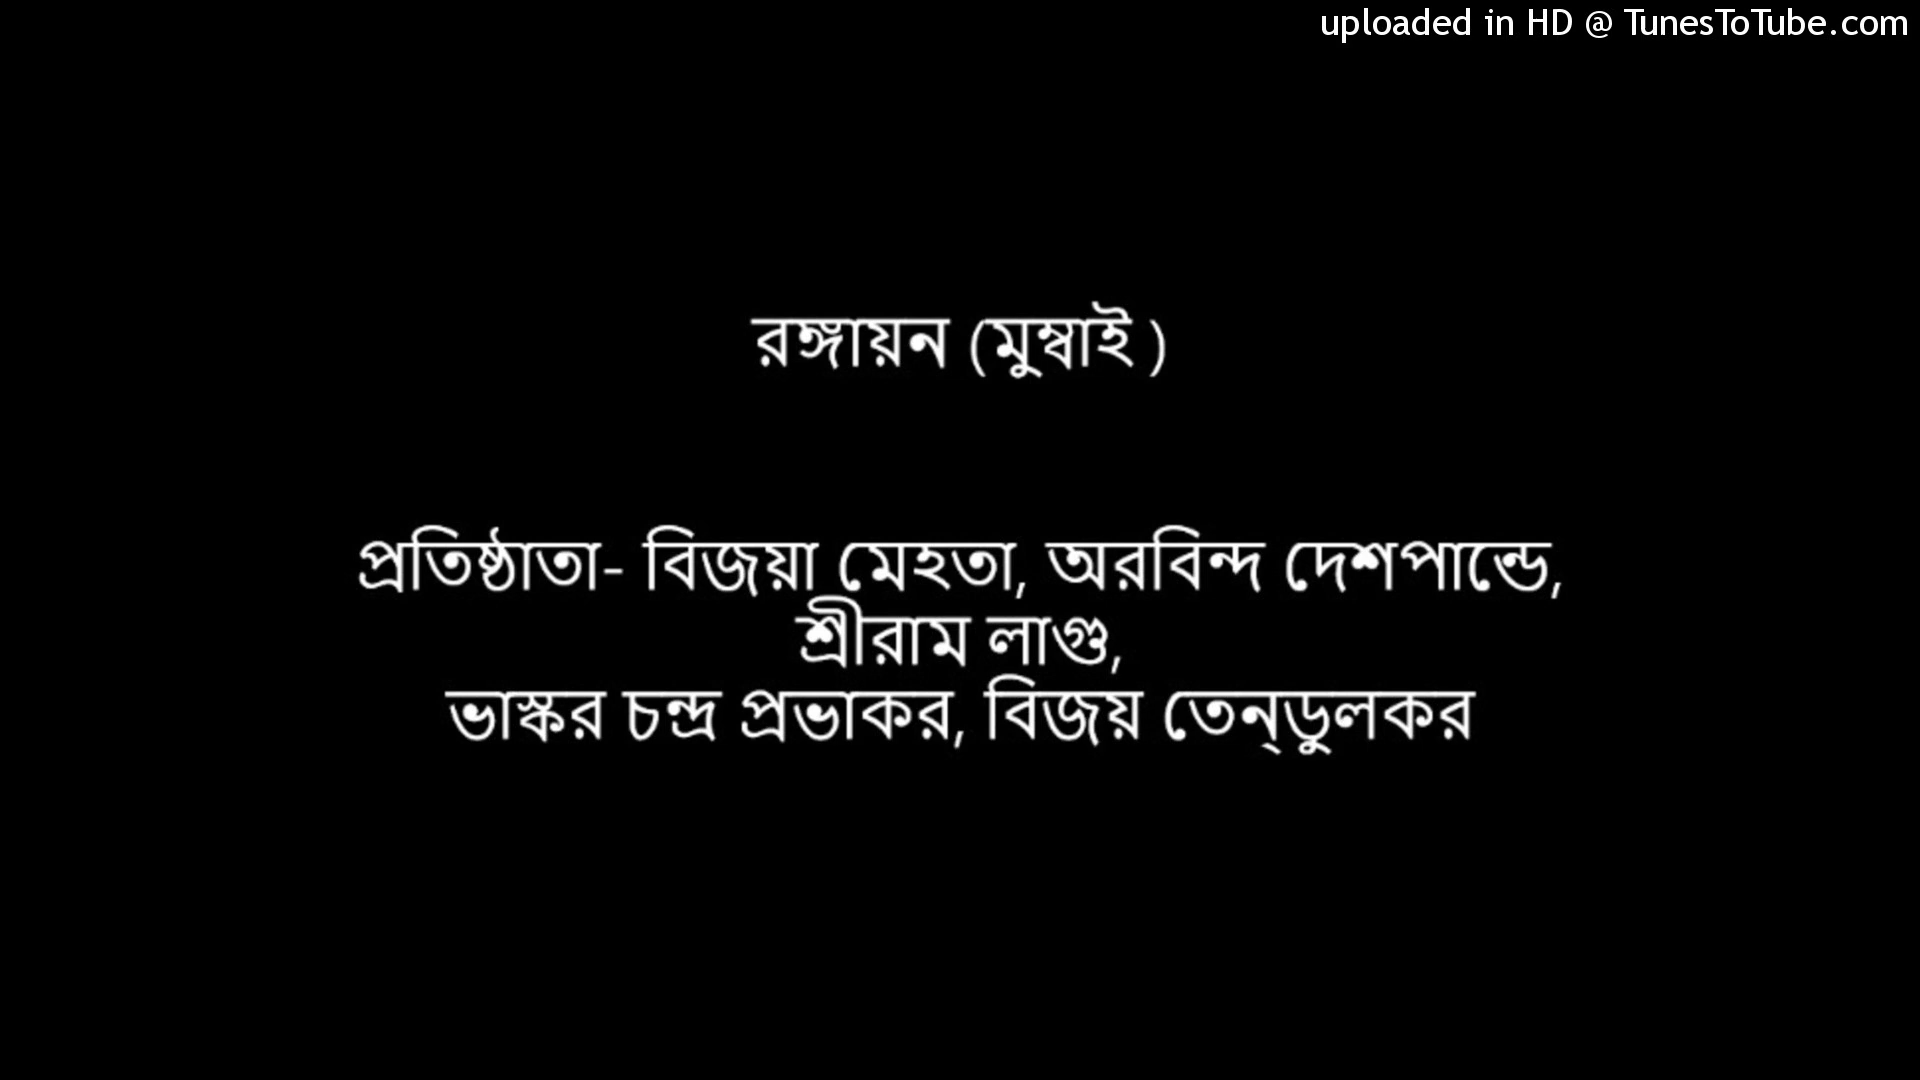 uploaded in HD @ TunesToTube.com
রঙ্গায়ন (মুম্বাই )
প্রতিষ্ঠাতা- বিজয়া মেহতা, অরবিন্দ দেশপান্ডে,
শ্রীরাম লাগু,
ভাস্কর চন্দ্র প্রভাকর, বিজয় তেন্‌ডুলকর